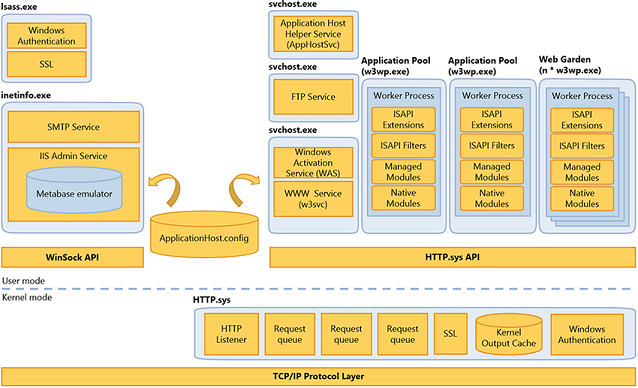 lsass.exe
Windows
Authentication
SSL
inetinfo.exe
SMTP Service
IIS Admin Service
Metabase emulator
WinSock API
ApplicationHost.config
svchost.exe
Application Host
Helper Service
(AppHostSvc)
svchost.exe
FTP Service
svchost.exe
Windows
Activation
Service (WAS)
WWW Service
(w3svc)
Application Pool
(w3wp.exe)
Worker Process
ISAPI
Extensions
ISAPI Filters
Managed
Modules
Native
Modules
Application Pool
(w3wp.exe)
Worker Process
ISAPI
Extensions
ISAPI Filters
Managed
Modules
Native
Modules
Web Garden
(n * w3wp.exe)
Worker Process
ISAPI
Extensions
ISAPI Filters
Managed
Modules
Native
Modules
HTTP.sys API
User mode
Kernel mode
HTTP.sys
HTTP
Listener
Request
queue
Request
queue
Request
queue
SSL
Kernel
Output Cache
Windows
Authentication
TCP/IP Protocol Layer